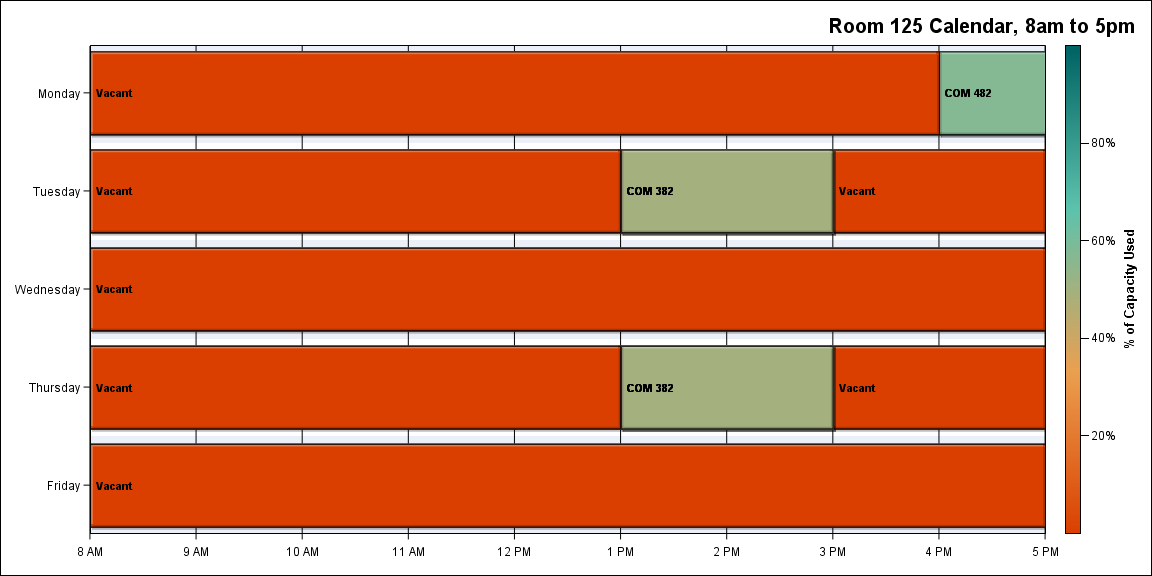 Room 125 Calendar, 8am to 5pm
Monday Vacant COM 482
Tuesday Vacant COM 382 Vacant
Wednesday Vacant
Thursday Vacant COM 382 Vacant
Friday Vacant
8 AM 9 AM 10 AM 11 AM 12 PM 1 PM 2 PM 3 PM 4 PM 5 PM
80%
60%
40%
20%
% of Capacity Used